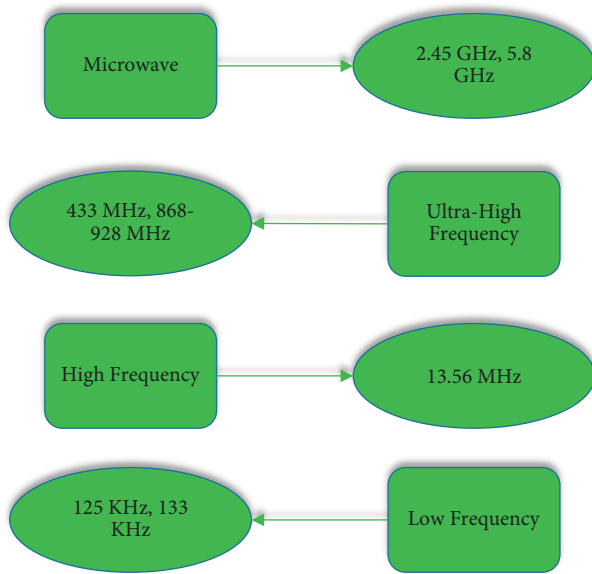 Microwave
2.45 GHz, 5.8
GHz
433 MHz, 868-
928 MHz
Ultra-High
Frequency
High Frequency
13.56 MHz
125 KHz, 133
KHz
Low Frequency